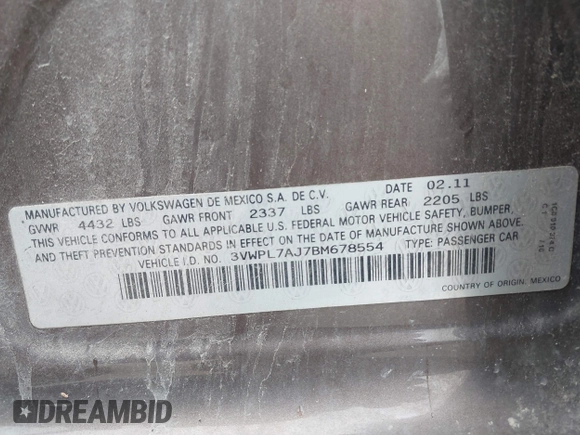 MANUFACTURED BY VOLKSWAGEN DE MEXICO S.A. DE C.V. DATE 02.11
GVWR 4432 LBS GAWR FRONT 2337 LBS GAWR REAR 2205 LBS
THIS VEHICLE CONFORMS TO ALL APPLICABLE U.S. FEDERAL MOTOR VEHICLE SAFETY, BUMPER,
AND THEFT PREVENTION STANDARDS IN EFFECT ON THE DATE OF MANUFACTURE SHOWN ABOVE.
VEHICLE I.D. NO. 3VWPL7AJ7BM678554 TYPE: PASSENGER CAR
COUNTRY OF ORIGIN: MEXICO
DREAMBID